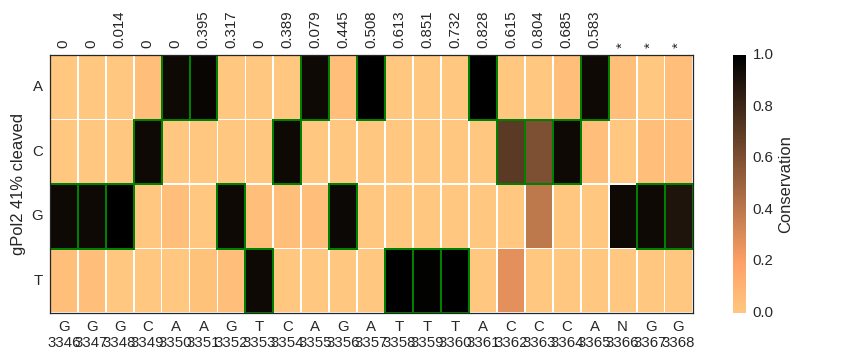 0 0 0.014 0 0 0.395 0.317 0 0.389 0.079 0.445 0.508 0.613 0.851 0.732 0.828 0.615 0.804 0.685 0.583 * * *
gPol2 41% cleaved
A
C
G
T
G G G C A A G T C A G A T T T A C C C A N G G
3346 3347 3348 3349 3350 3351 3352 3353 3354 3355 3356 3357 3358 3359 3360 3361 3362 3363 3364 3365 3366 3367 3368
1.0
0.8
0.6
0.4
0.2
0.0
Conservation